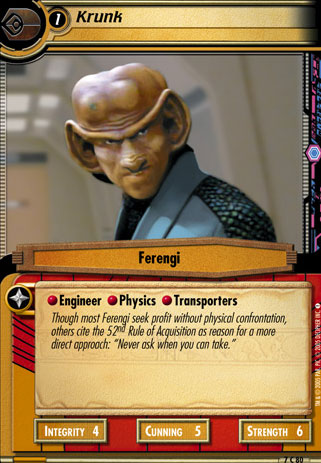 1 Krunk
Ferengi
Engineer Physics Transporters
Though most Ferengi seek profit without physical confrontation,
others cite the 52nd Rule of Acquisition as reason for a more
direct approach: “Never ask when you can take.”
INTEGRITY 4 CUNNING 5 STRENGTH 6
7 C 80